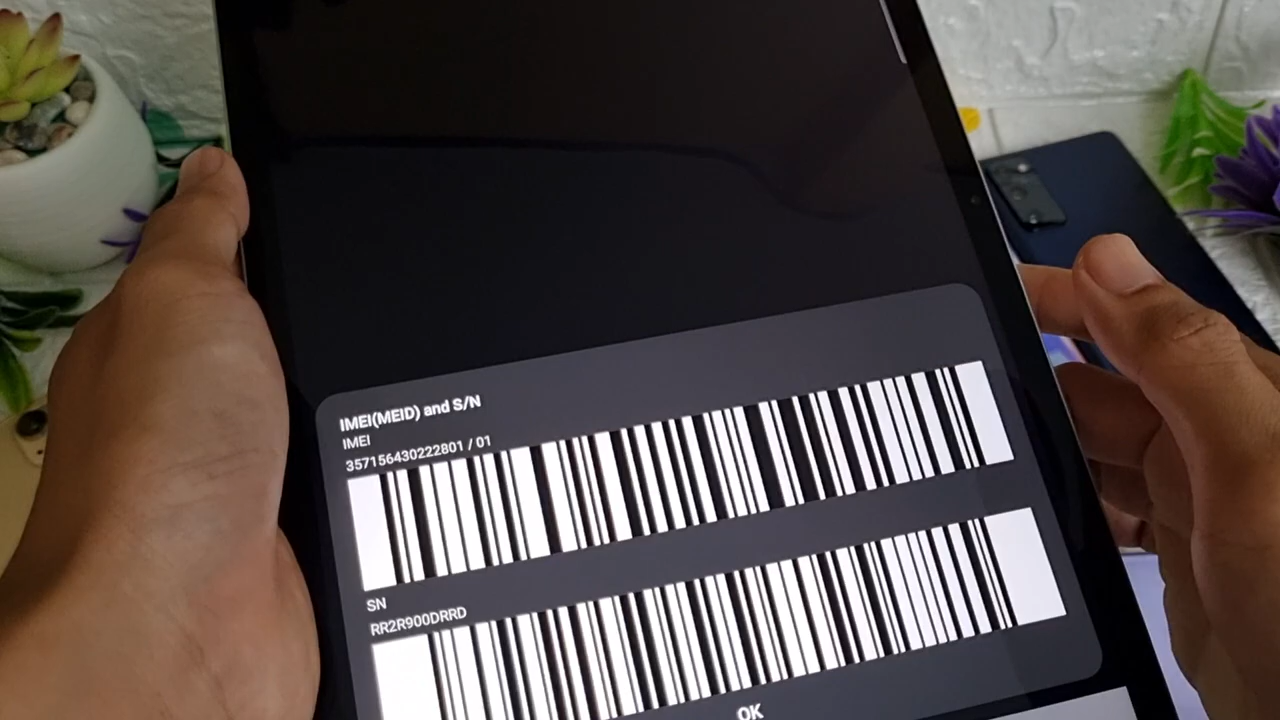 IMEI(MEID) and S/N
IMEI
357156430222801 / 01
SN
RR2R900DRRD
OK